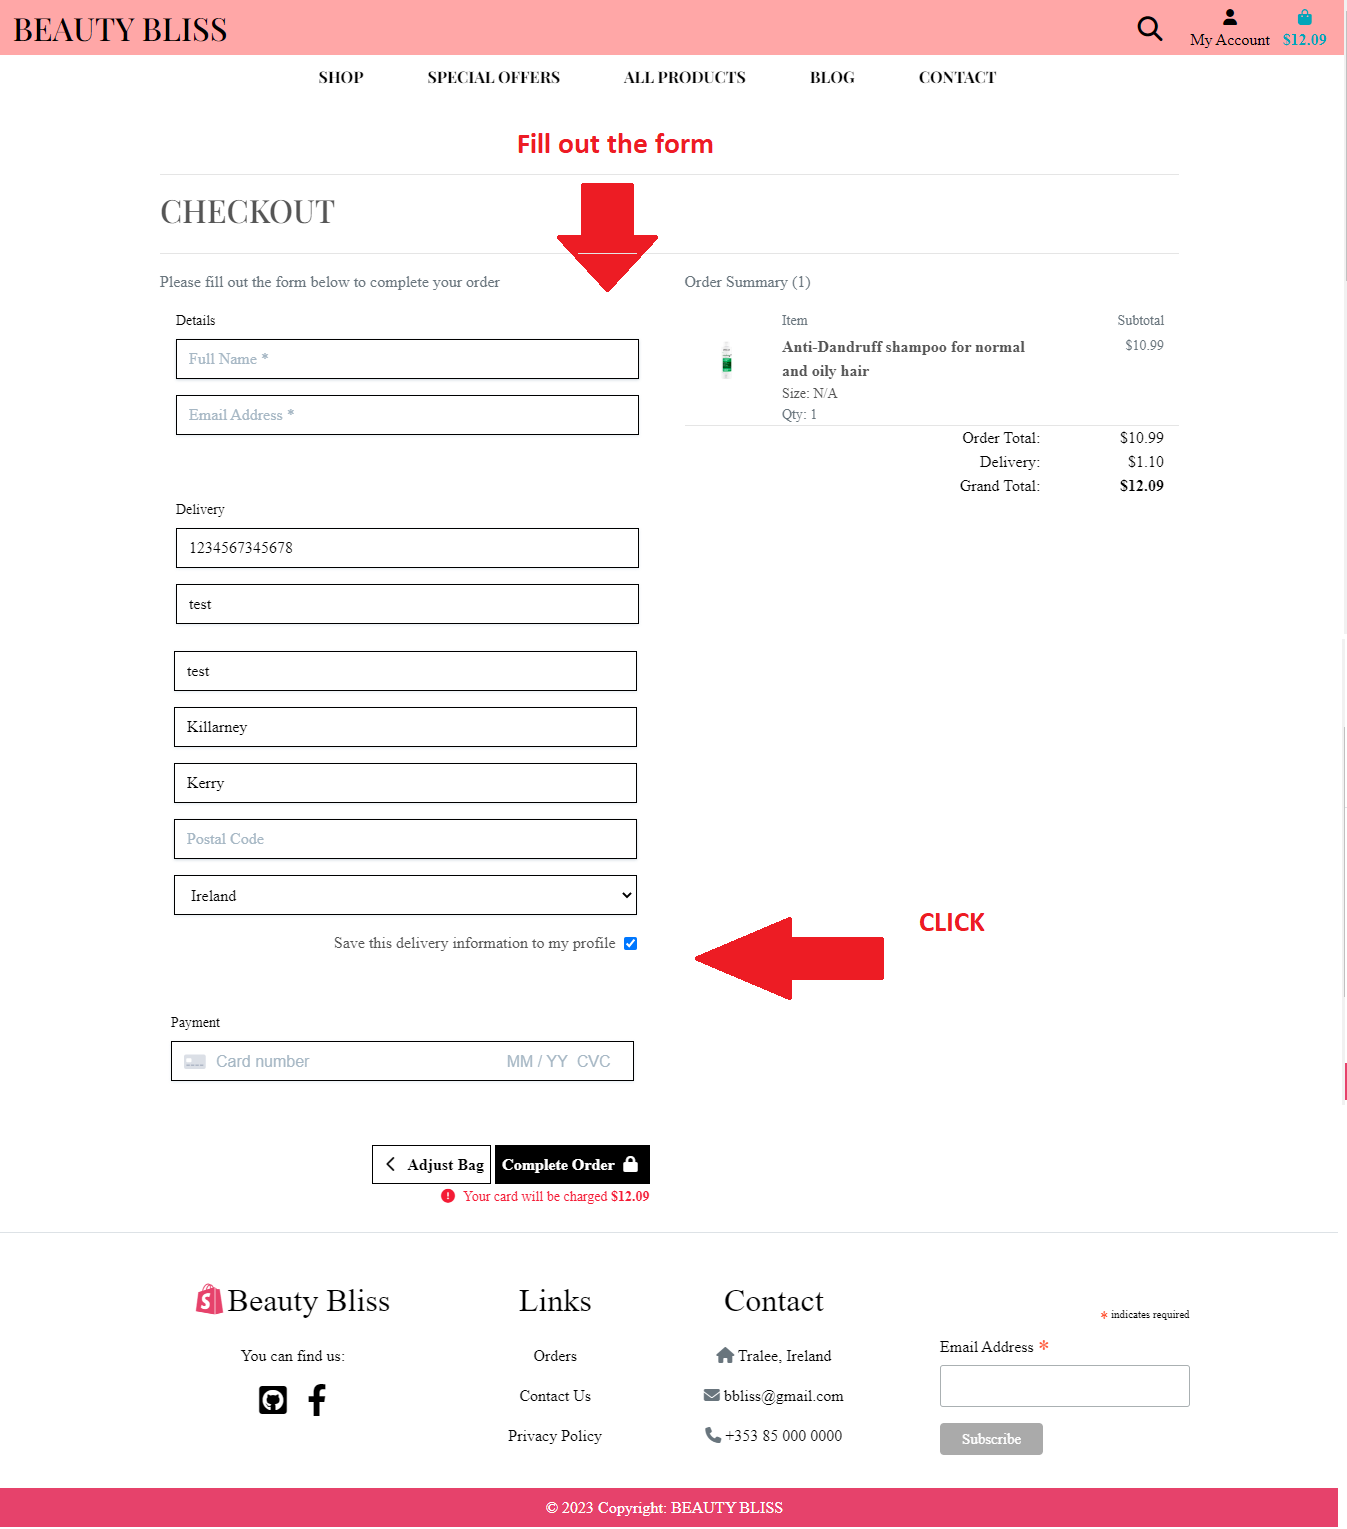 BEAUTY BLISS
My Account
$12.09
SHOP
SPECIAL OFFERS
ALL PRODUCTS
BLOG
CONTACT
Fill out the form
CHECKOUT
Please fill out the form below to complete your order
Details
Full Name *
Email Address *
Delivery
1234567345678
test
test
Killarney
Kerry
Postal Code
Ireland
Save this delivery information to my profile
CLICK
Payment
Card number MM / YY CVC
Adjust Bag
Complete Order
Your card will be charged $12.09
Order Summary (1)
Item Subtotal
Anti-Dandruff shampoo for normal $10.99
and oily hair
Size: N/A
Qty: 1
Order Total: $10.99
Delivery: $1.10
Grand Total: $12.09
Beauty Bliss
You can find us:
Links
Orders
Contact Us
Privacy Policy
Contact
Tralee, Ireland
bbliss@gmail.com
+353 85 000 0000
* indicates required
Email Address *
Subscribe
© 2023 Copyright: BEAUTY BLISS